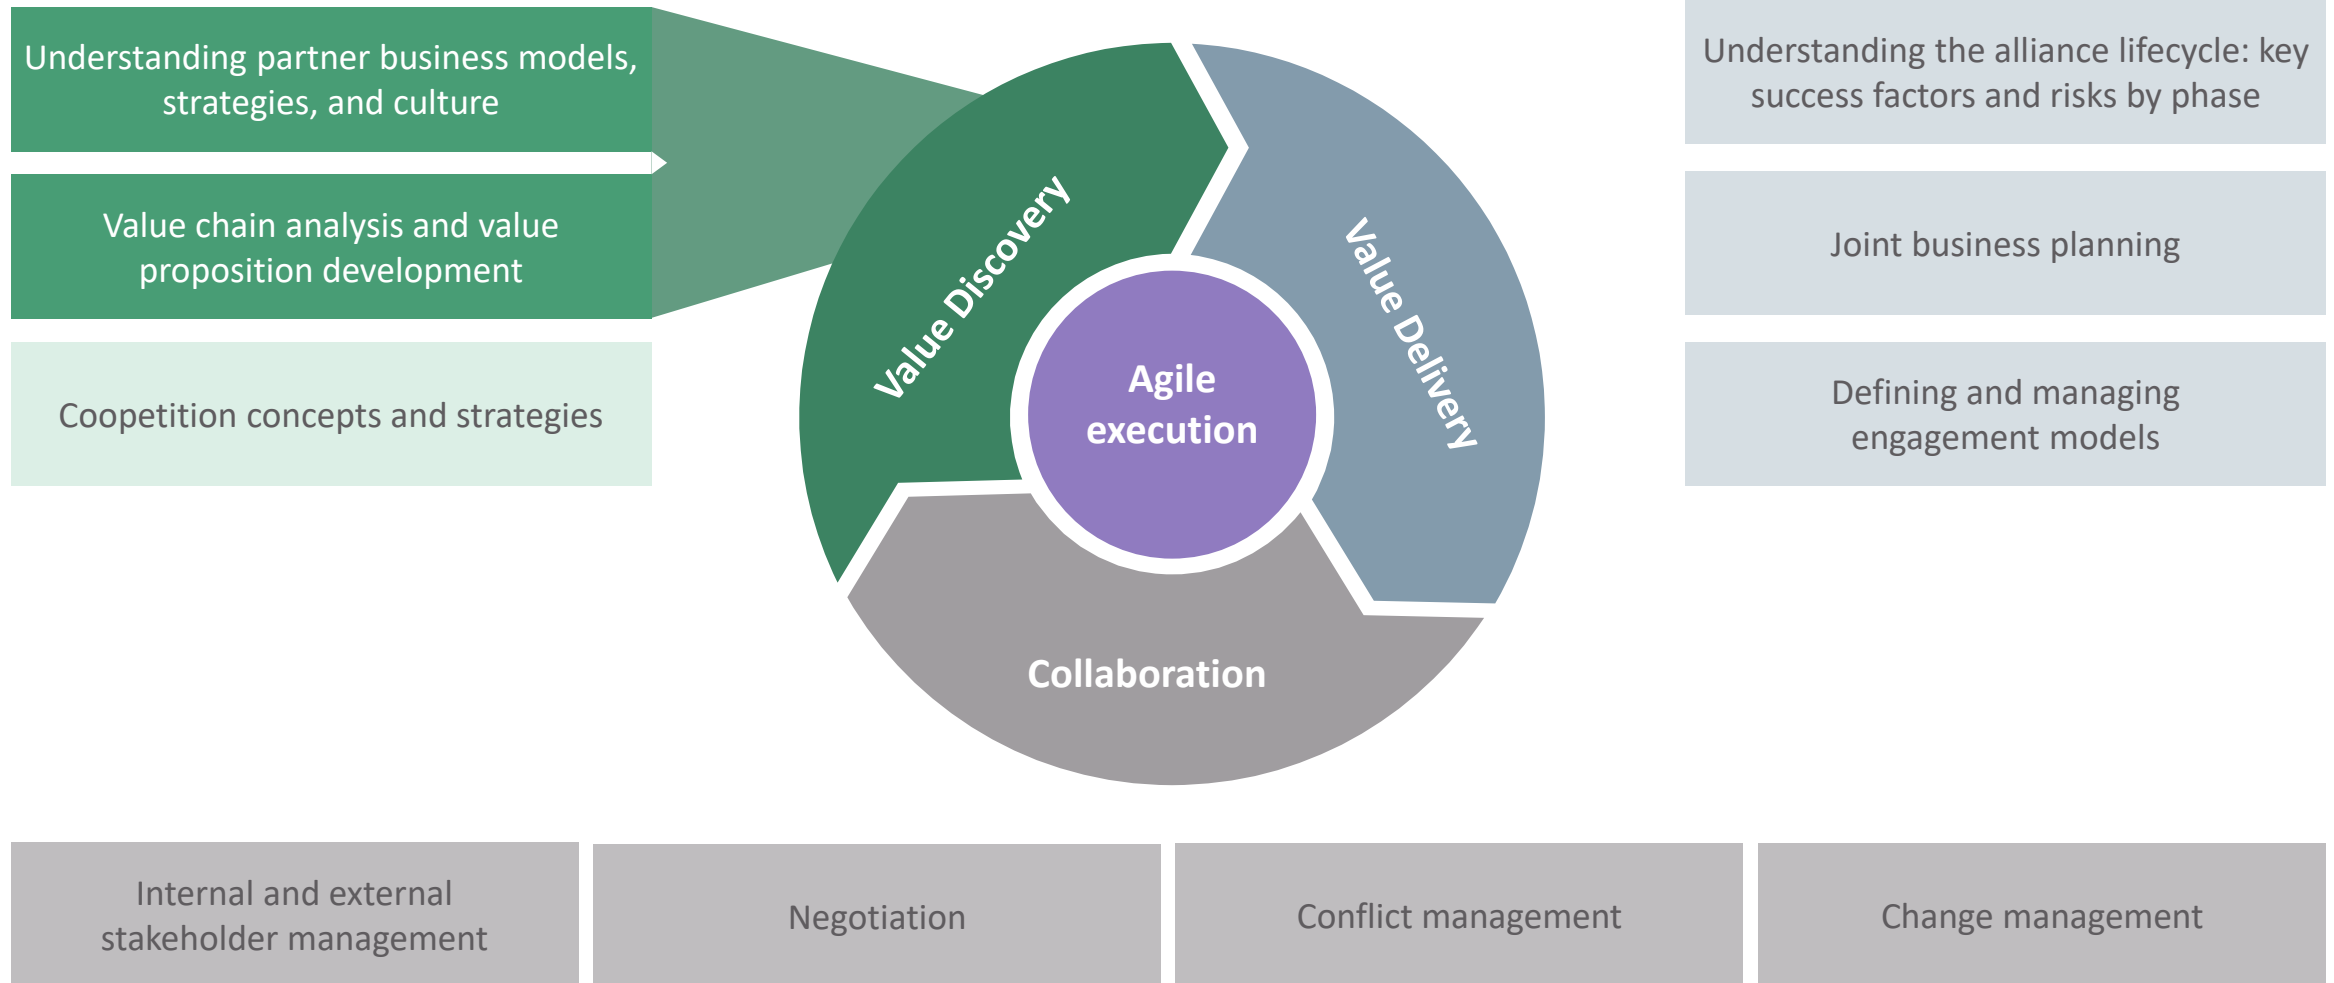 Understanding partner business models,
strategies, and culture
Value chain analysis and value
proposition development
Coopetition concepts and strategies
Value Discovery
Value Delivery
Agile
execution
Collaboration
Understanding the alliance lifecycle: key
success factors and risks by phase
Joint business planning
Defining and managing
engagement models
Internal and external
stakeholder management
Negotiation
Conflict management
Change management